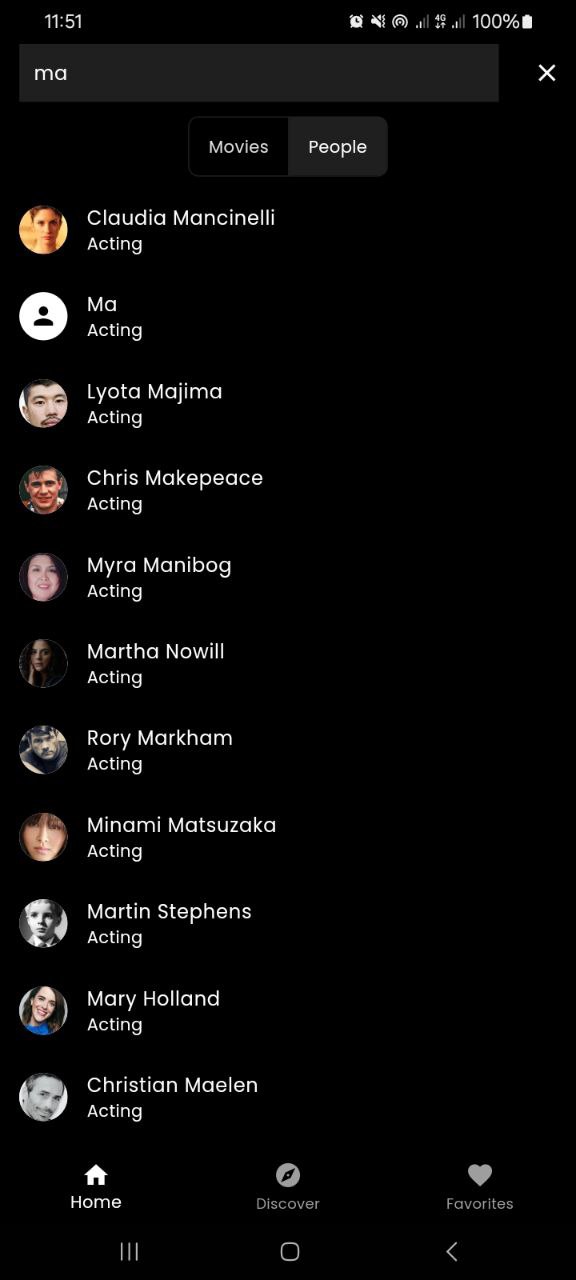 11:51
4G
100%
ma
Movies
People
Claudia Mancinelli
Acting
Ma
Acting
Lyota Majima
Acting
Chris Makepeace
Acting
Myra Manibog
Acting
Martha Nowill
Acting
Rory Markham
Acting
Minami Matsuzaka
Acting
Martin Stephens
Acting
Mary Holland
Acting
Christian Maelen
Acting
Home
Discover
Favorites